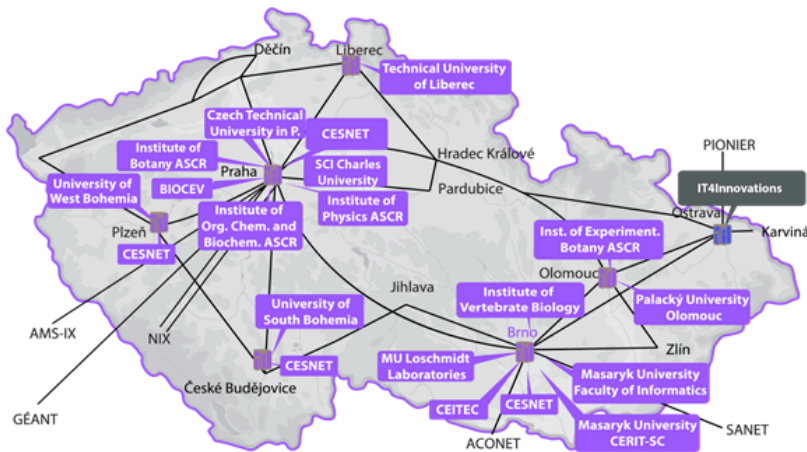 Děčín
Liberec
Technical University
of Liberec
Czech Technical
University in P.
CESNET
PIONIER
Institute of
Botany ASCR
Hradec Králové
Praha
SCI Charles
University
IT4Innovations
BIOCEV
Pardubice
University of
West Bohemia
Institute of
Physics ASCR
Ostrava
Karviná
Plzeň
Institute of
Org. Chem. and
Biochem. ASCR
Inst. of Experiment.
Botany ASCR
CESNET
Olomouc
Jihlava
Institute of
Vertebrate Biology
Palacký University
Olomouc
University of
South Bohemia
AMS-IX
NIX
Brno
Zlín
CESNET
MU Loschmidt
Laboratories
Masaryk University
Faculty of Informatics
České Budějovice
CEITEC
CESNET
GÉANT
Masaryk University
CERIT-SC
SANET
ACONET